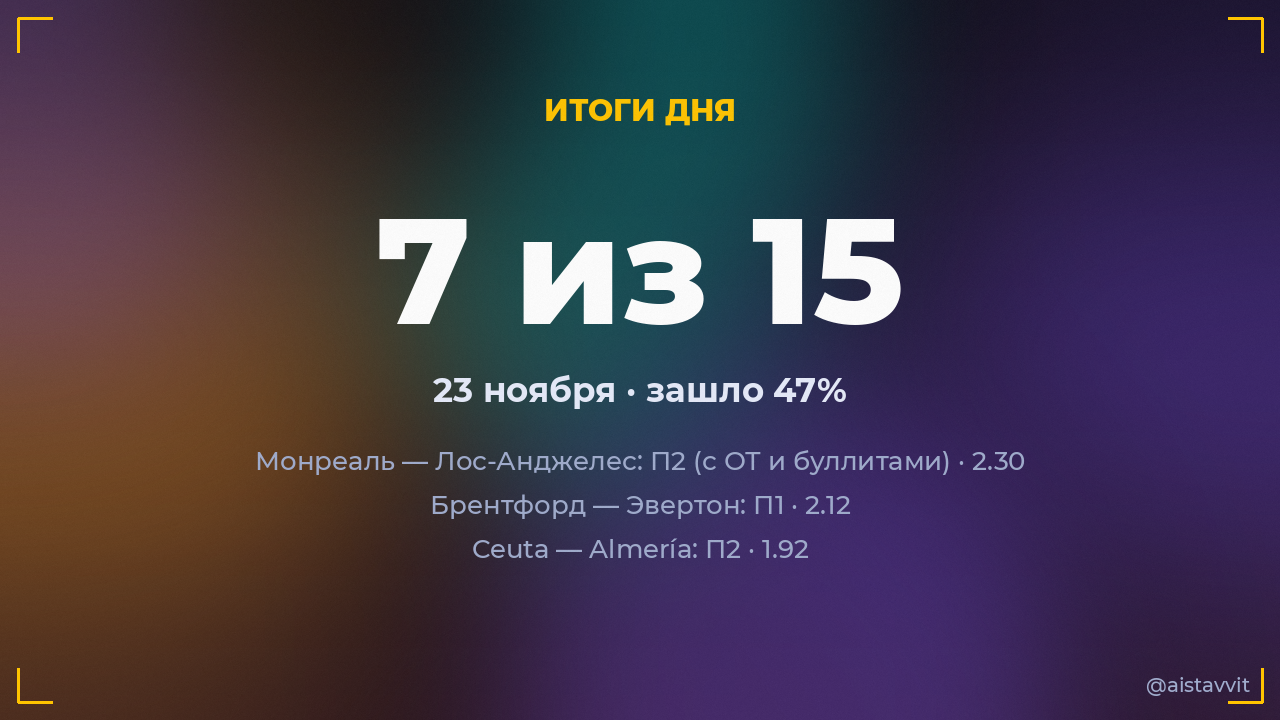 ИТОГИ ДНЯ
7 из 15
23 ноября · зашло 47%
Монреаль — Лос-Анджелес: П2 (с ОТ и буллитами) · 2.30
Брентфорд — Эвертон: П1 · 2.12
Ceuta — Almería: П2 · 1.92
@aistavvit